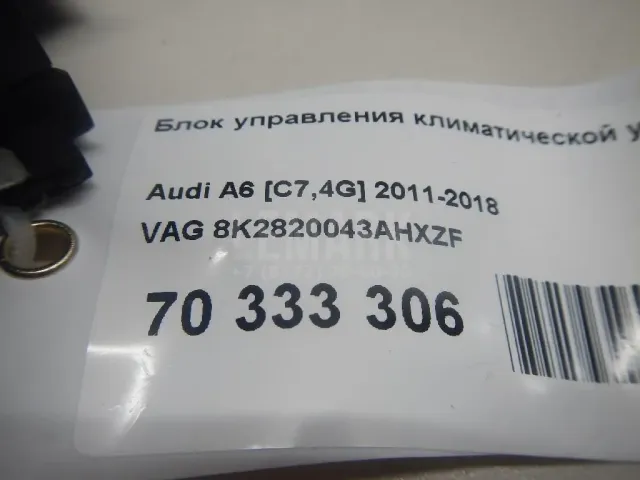 Блок управления климатической у
Audi A6 [C7,4G] 2011-2018
VAG 8K2820043AHXZF
70 333 306